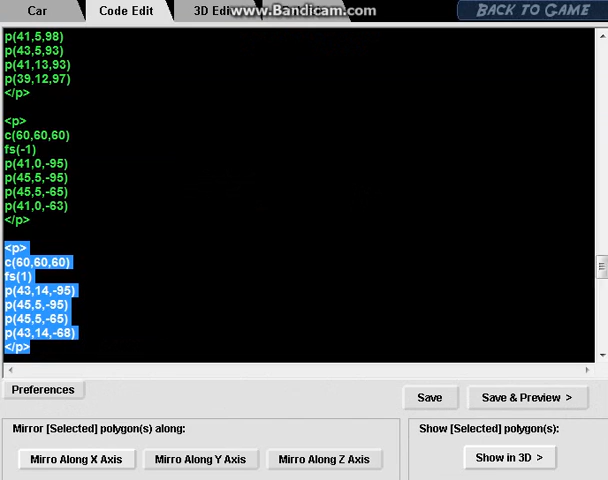 Car
Code Edit
3D Edi
www.Bandicam.com
BACK TO GAME
p(41,5,98)
p(43,5,93)
p(41,13,93)
p(39,12,97)
</p>
<p>
c(60,60,60)
fs(-1)
p(41,0,-95)
p(45,5,-95)
p(45,5,-65)
p(41,0,-63)
</p>
<p>
c(60,60,60)
fs(1)
p(43,14,-95)
p(45,5,-95)
p(45,5,-65)
p(43,14,-68)
</p>
Preferences
Save
Save & Preview >
Mirror [Selected] polygon(s) along:
Show [Selected] polygon(s):
Mirro Along X Axis
Mirro Along Y Axis
Mirro Along Z Axis
Show in 3D >